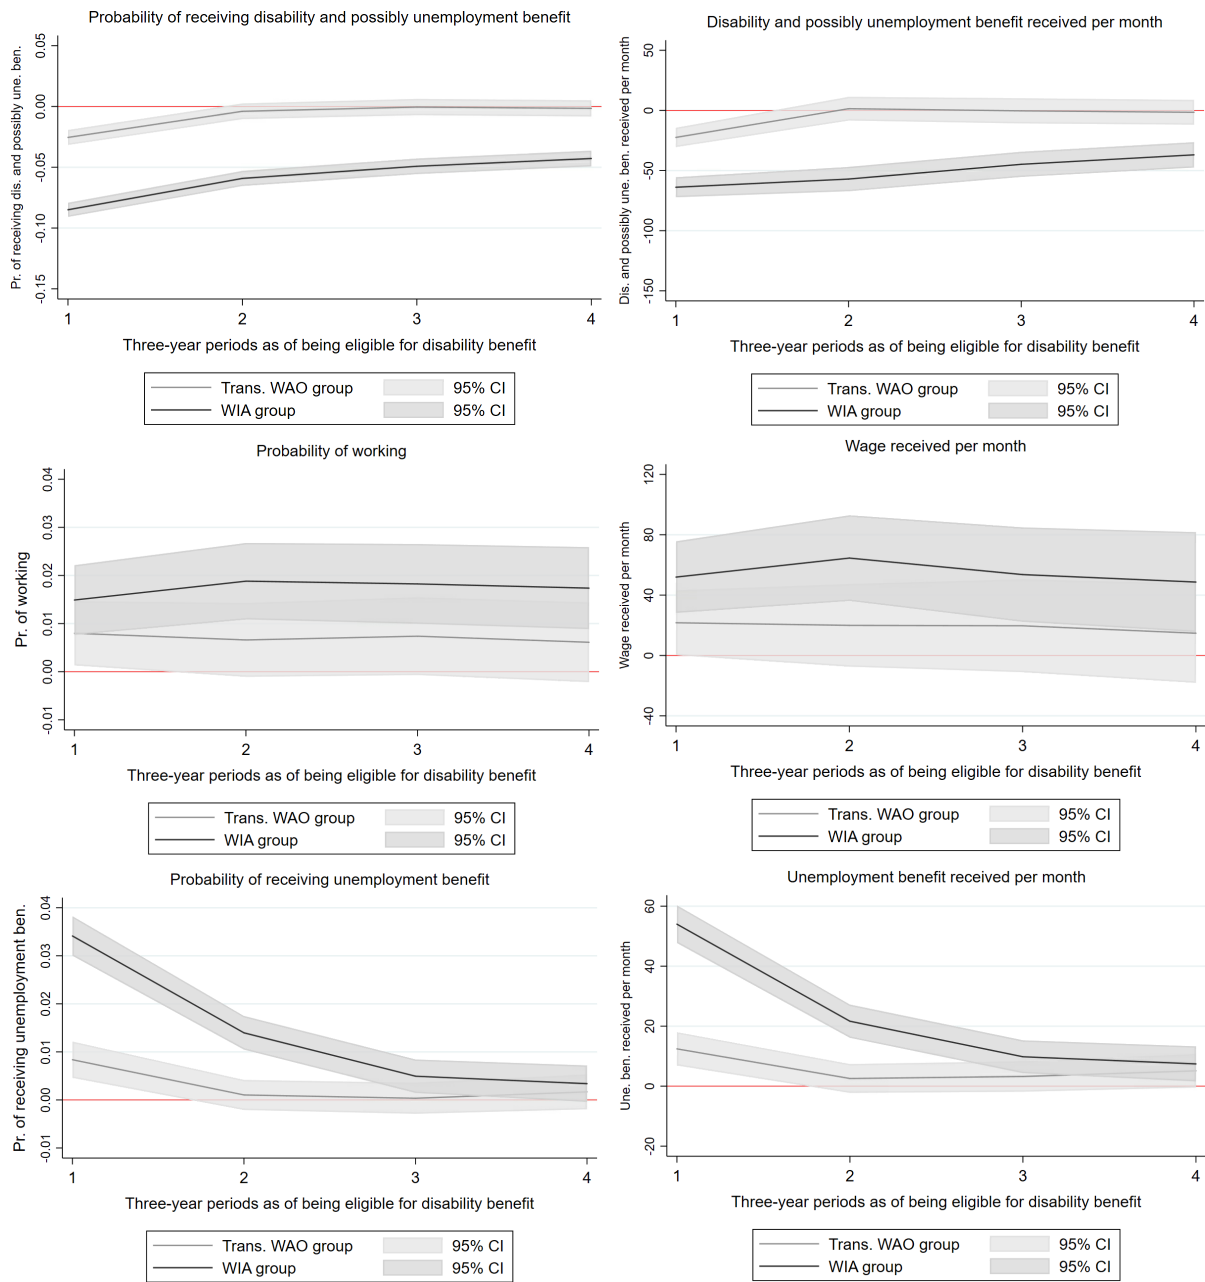 Probability of receiving disability and possibly unemployment benefit
Pr. of receiving dis. and possibly une. ben.
0.05
0.00
-0.05
-0.10
-0.15
1 2 3 4
Three-year periods as of being eligible for disability benefit
Trans. WAO group 95% CI
WIA group 95% CI
Disability and possibly unemployment benefit received per month
Dis. and possibly une. ben. received per month
50
0
-50
-100
-150
1 2 3 4
Three-year periods as of being eligible for disability benefit
Trans. WAO group 95% CI
WIA group 95% CI
Probability of working
Pr. of working
0.04
0.03
0.02
0.01
0.00
-0.01
1 2 3 4
Three-year periods as of being eligible for disability benefit
Trans. WAO group 95% CI
WIA group 95% CI
Wage received per month
Wage received per month
120
80
40
0
-40
1 2 3 4
Three-year periods as of being eligible for disability benefit
Trans. WAO group 95% CI
WIA group 95% CI
Probability of receiving unemployment benefit
Pr. of receiving unemployment ben.
0.04
0.03
0.02
0.01
0.00
-0.01
1 2 3 4
Three-year periods as of being eligible for disability benefit
Trans. WAO group 95% CI
WIA group 95% CI
Unemployment benefit received per month
Une. ben. received per month
60
40
20
0
-20
1 2 3 4
Three-year periods as of being eligible for disability benefit
Trans. WAO group 95% CI
WIA group 95% CI